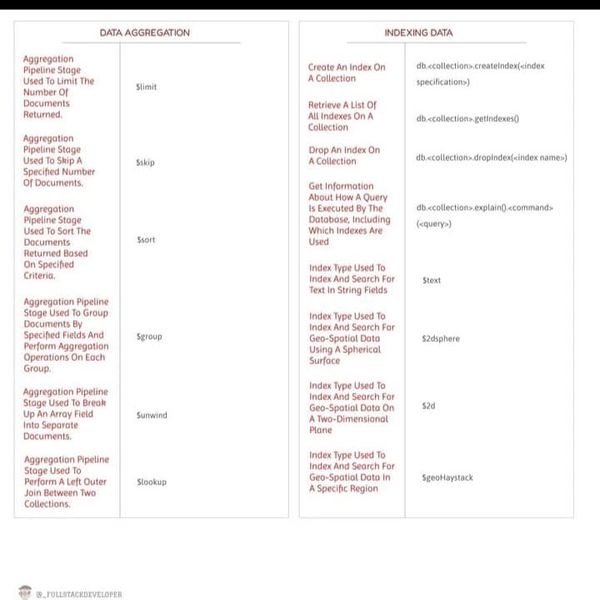 DATA AGGREGATION
Aggregation
Pipeline Stage
Used To Limit The
Number Of
Documents
Returned.
$limit
Aggregation
Pipeline Stage
Used To Skip A
Specified Number
Of Documents.
$skip
Aggregation
Pipeline Stage
Used To Sort The
Documents
Returned Based
On Specified
Criteria.
$sort
Aggregation Pipeline
Stage Used To Group
Documents By
Specified Fields And
Perform Aggregation
Operations On Each
Group.
$group
Aggregation Pipeline
Stage Used To Break
Up An Array Field
Into Separate
Documents.
$unwind
Aggregation Pipeline
Stage Used To
Perform A Left Outer
Join Between Two
Collections.
$lookup
INDEXING DATA
Create An Index On
A Collection
db.<collection>.createIndex(<index
specification>)
Retrieve A List Of
All Indexes On A
Collection
db.<collection>.getIndexes()
Drop An Index On
A Collection
db.<collection>.dropIndex(<index name>)
Get Information
About How A Query
Is Executed By The
Database, Including
Which Indexes Are
Used
db.<collection>.explain().<command>
(<query>)
Index Type Used To
Index And Search For
Text In String Fields
$text
Index Type Used To
Index And Search For
Geo-Spatial Data
Using A Spherical
Surface
$2dsphere
Index Type Used To
Index And Search For
Geo-Spatial Data On
A Two-Dimensional
Plane
$2d
Index Type Used To
Index And Search For
Geo-Spatial Data In
A Specific Region
$geoHaystack
@_FULLSTACKDEVELOPER